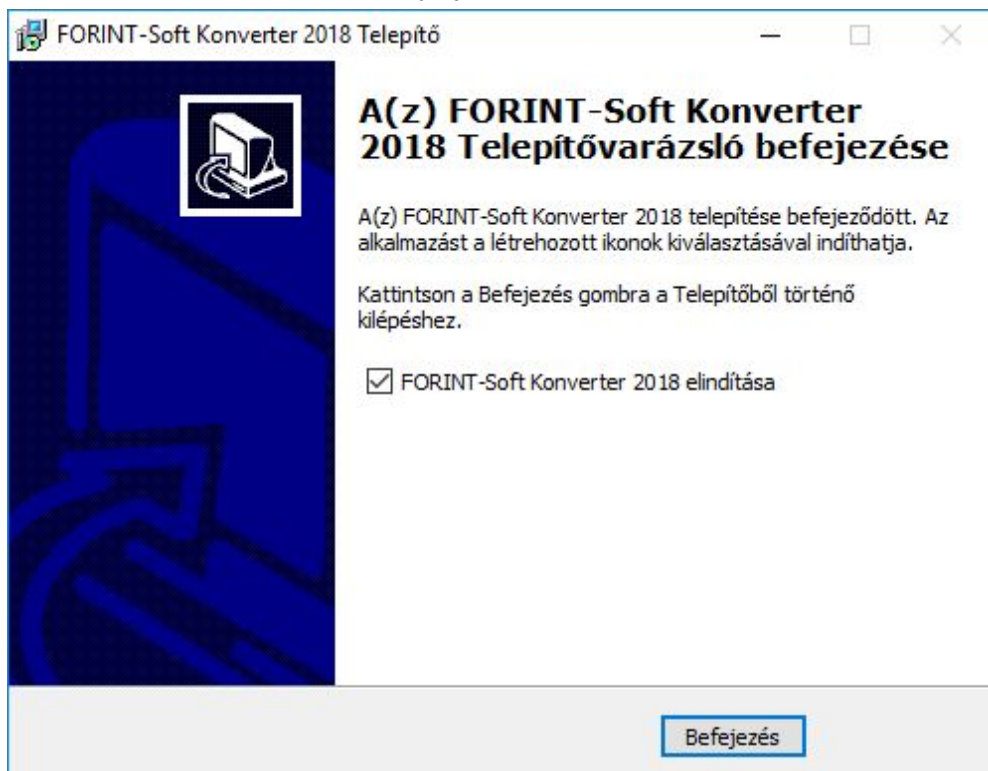 FORINT-Soft Konverter 2018 Telepítő
A(z) FORINT-Soft Konverter
2018 Telepítővarázsló befejezése
A(z) FORINT-Soft Konverter 2018 telepítése befejeződött. Az
alkalmazást a létrehozott ikonok kiválasztásával indíthatja.
Kattintson a Befejezés gombra a Telepítőből történő
kilépéshez.
FORINT-Soft Konverter 2018 elindítása
Befejezés